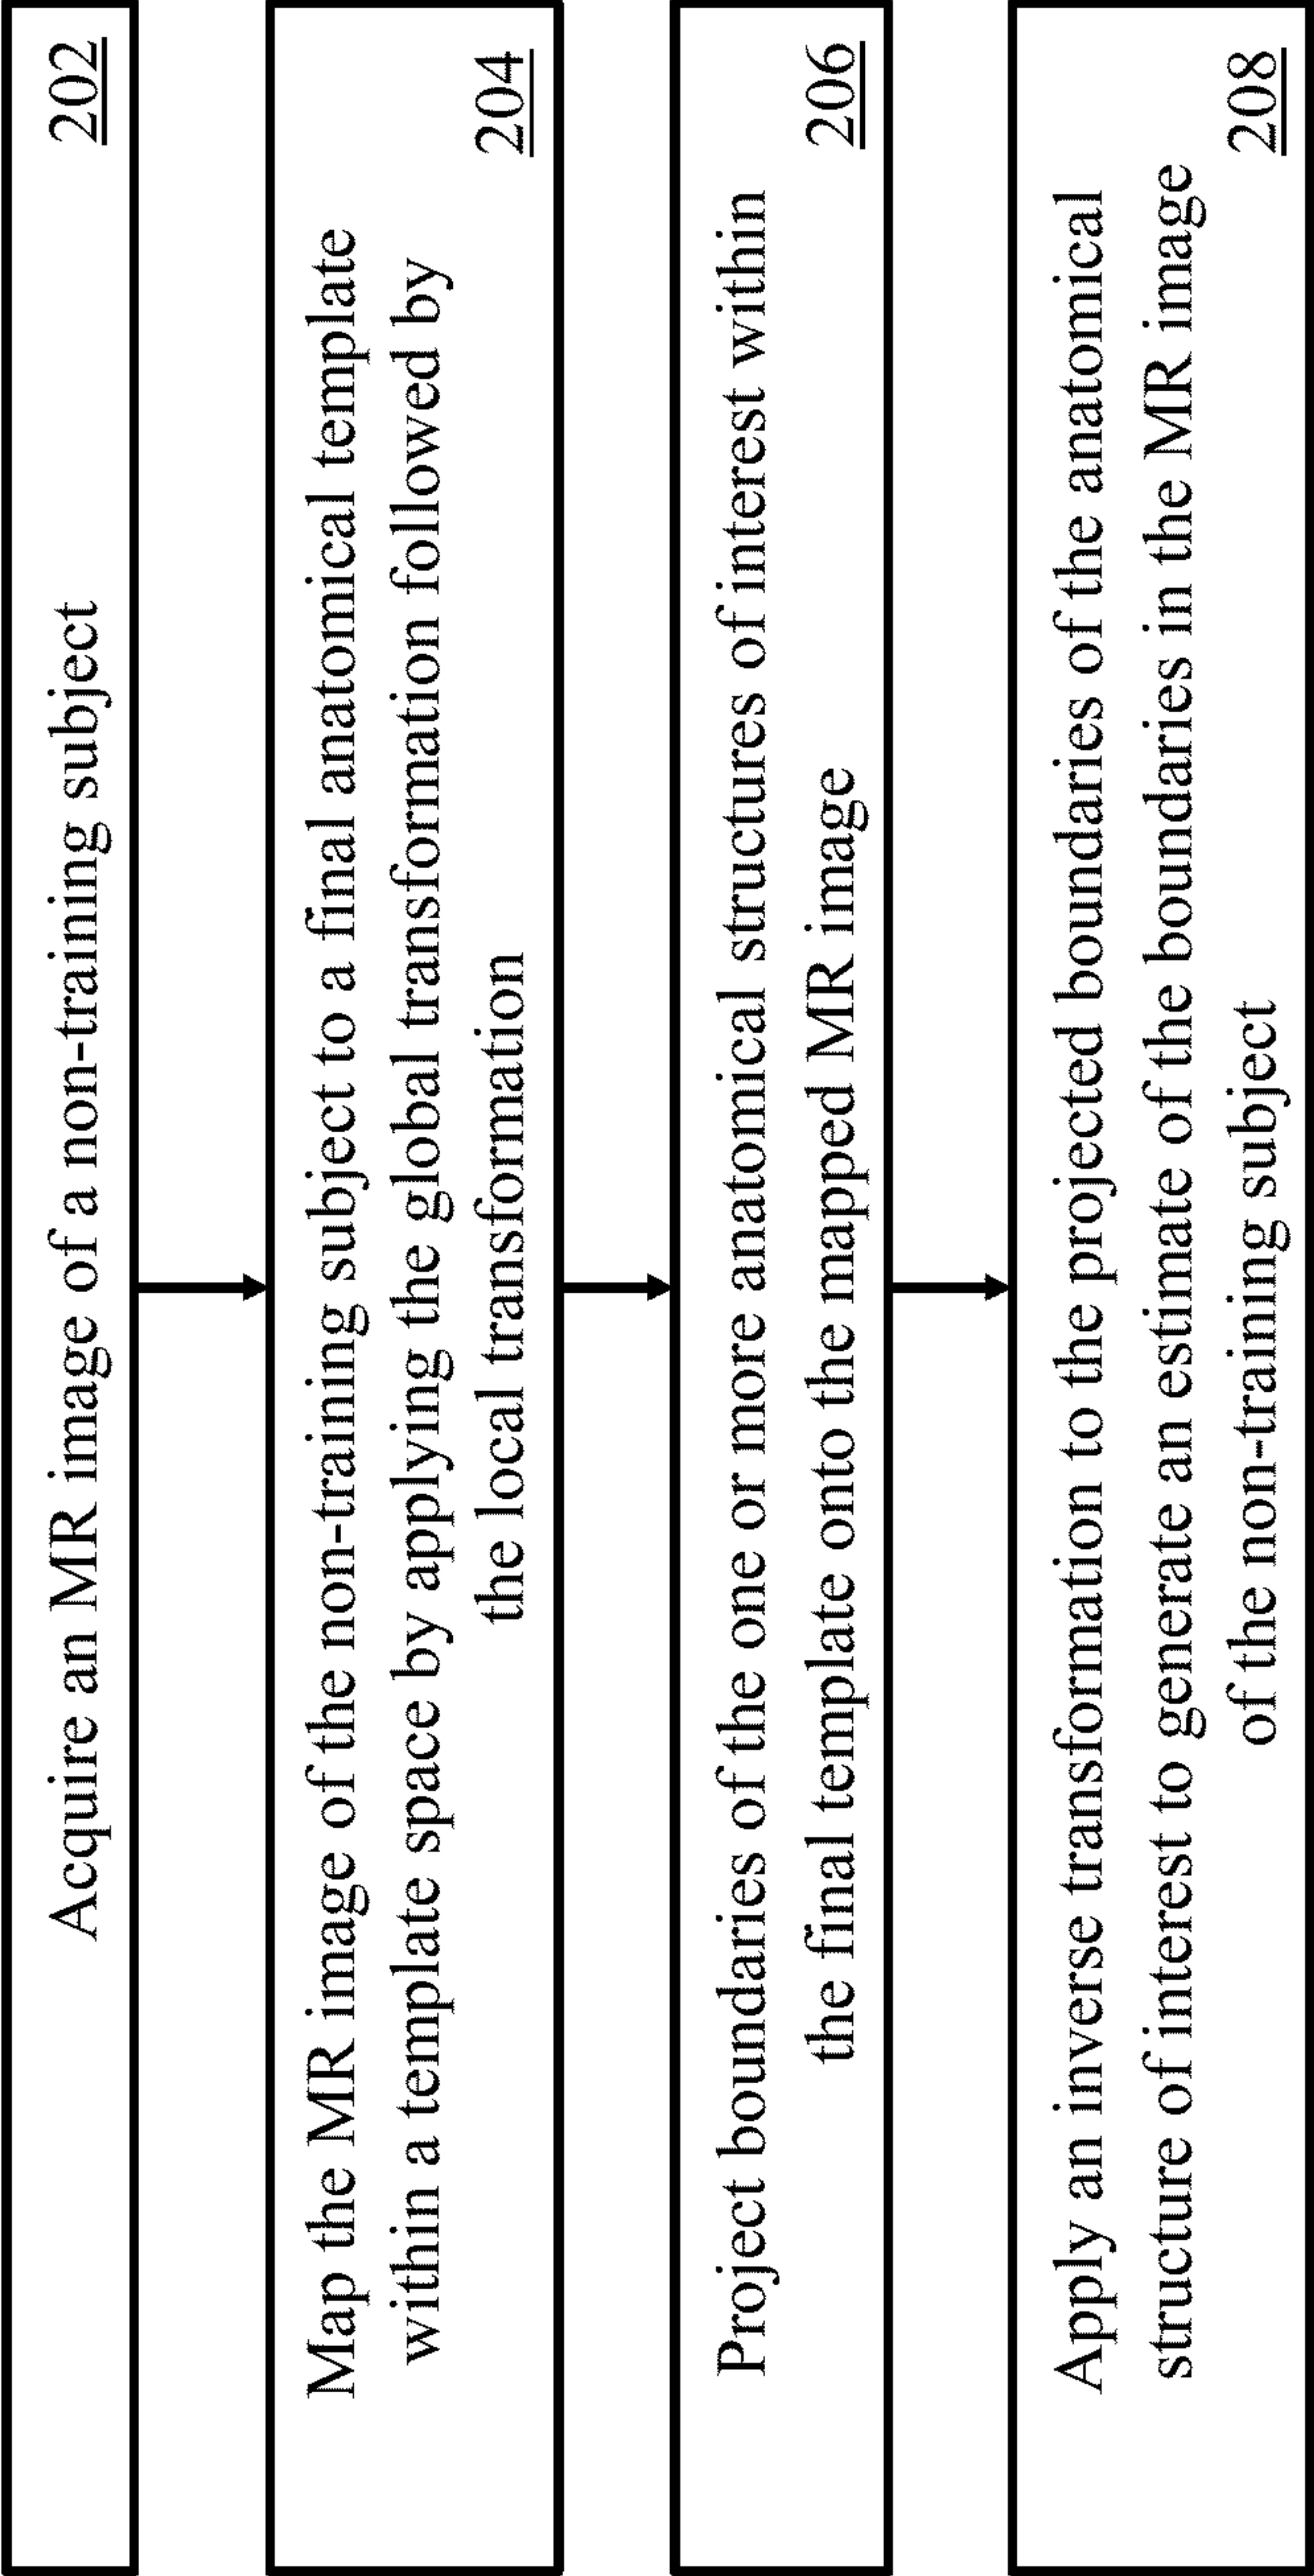 Acquire an MR image of a non-training subject
202
Map the MR image of the non-training subject to a final anatomical template
within a template space by applying the global transformation followed by
the local transformation
204
Project boundaries of the one or more anatomical structures of interest within
the final template onto the mapped MR image
206
Apply an inverse transformation to the projected boundaries of the anatomical
structure of interest to generate an estimate of the boundaries in the MR image
of the non-training subject
208